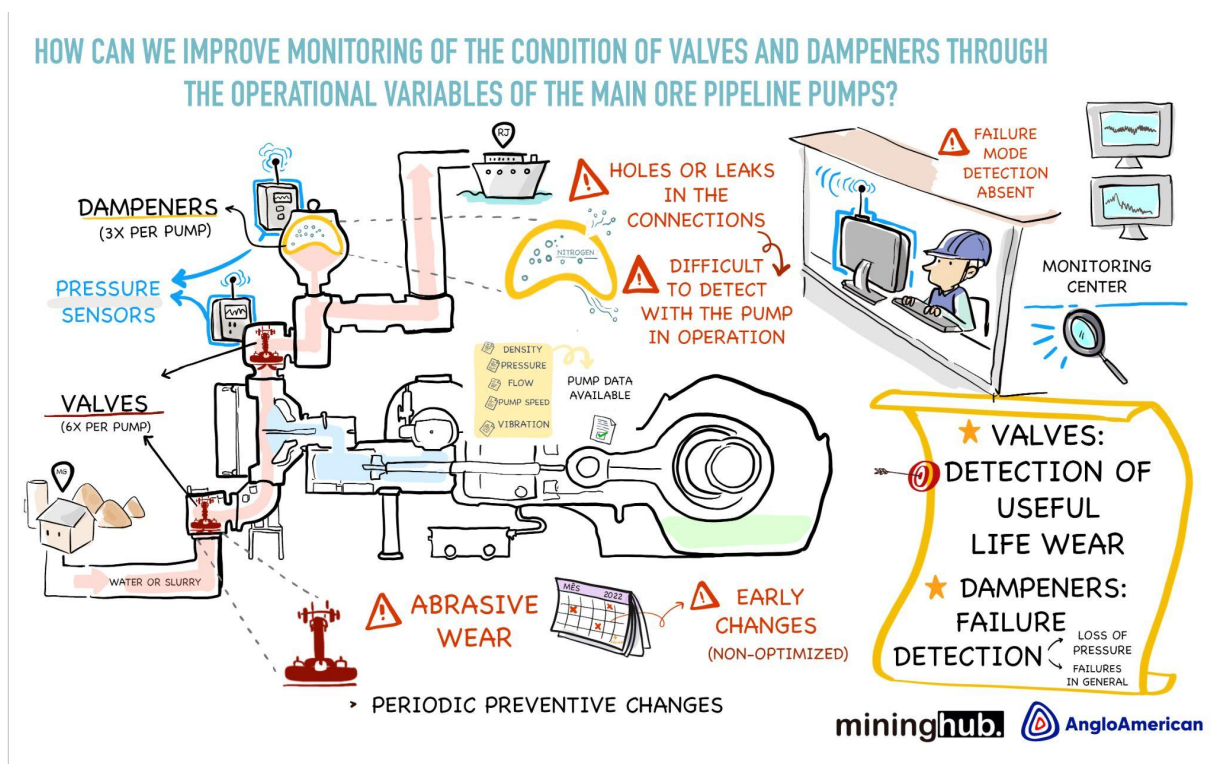 HOW CAN WE IMPROVE MONITORING OF THE CONDITION OF VALVES AND DAMPENERS THROUGH
THE OPERATIONAL VARIABLES OF THE MAIN ORE PIPELINE PUMPS?
RJ
DAMPENERS
(3X PER PUMP)
PRESSURE
SENSORS
VALVES
(6X PER PUMP)
MG
WATER OR SLURRY
HOLES OR LEAKS
IN THE
CONNECTIONS
NITROGEN
DIFFICULT
TO DETECT
WITH THE PUMP
IN OPERATION
DENSITY
PRESSURE
FLOW
PUMP SPEED
VIBRATION
PUMP DATA
AVAILABLE
FAILURE
MODE
DETECTION
ABSENT
MONITORING
CENTER
ABRASIVE
WEAR
MÊS
2022
EARLY
CHANGES
(NON-OPTIMIZED)
PERIODIC PREVENTIVE CHANGES
VALVES:
DETECTION OF
USEFUL
LIFE WEAR
DAMPENERS:
FAILURE
DETECTION
LOSS OF
PRESSURE
FAILURES
IN GENERAL
mininghub.
AngloAmerican